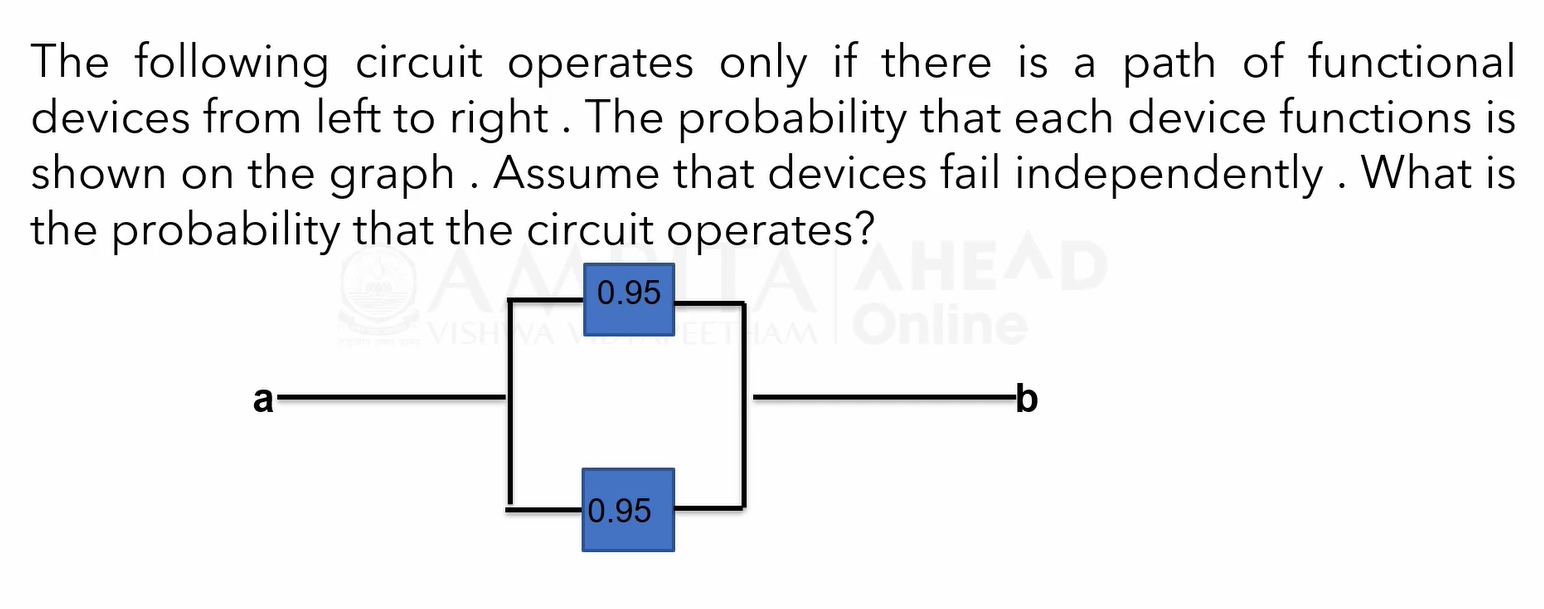 The following circuit operates only if there is a path of functional
devices from left to right . The probability that each device functions is
shown on the graph . Assume that devices fail independently . What is
the probability that the circuit operates?
AMRITA AHEAD
VISHWA VIDYAPEETHAM Online
0.95
a b
0.95